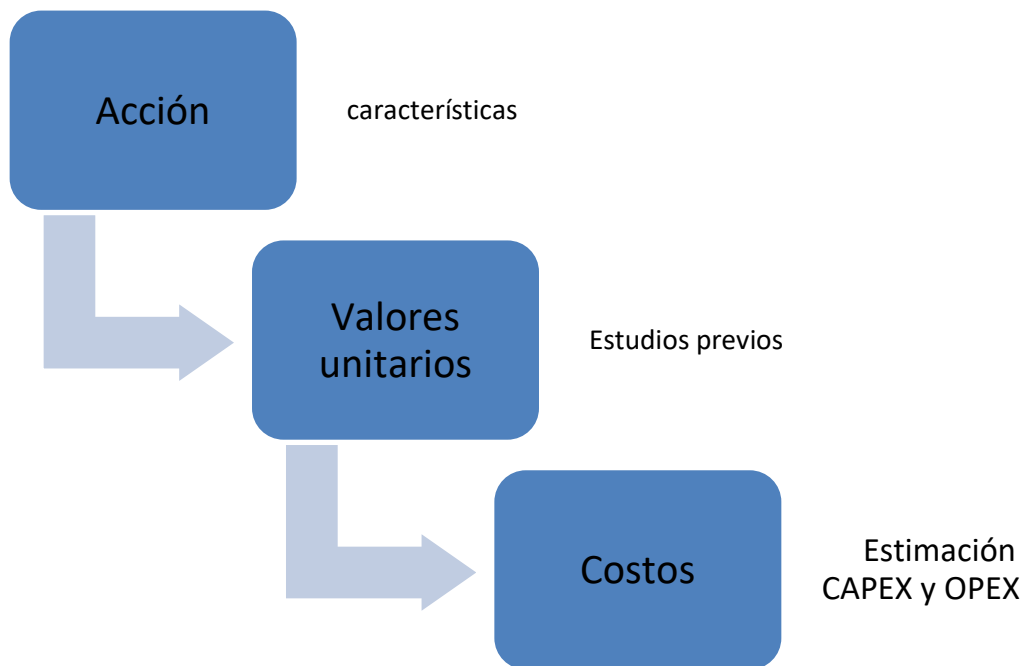 Acción
características
Valores
unitarios
Estudios previos
Costos
Estimación
CAPEX y OPEX